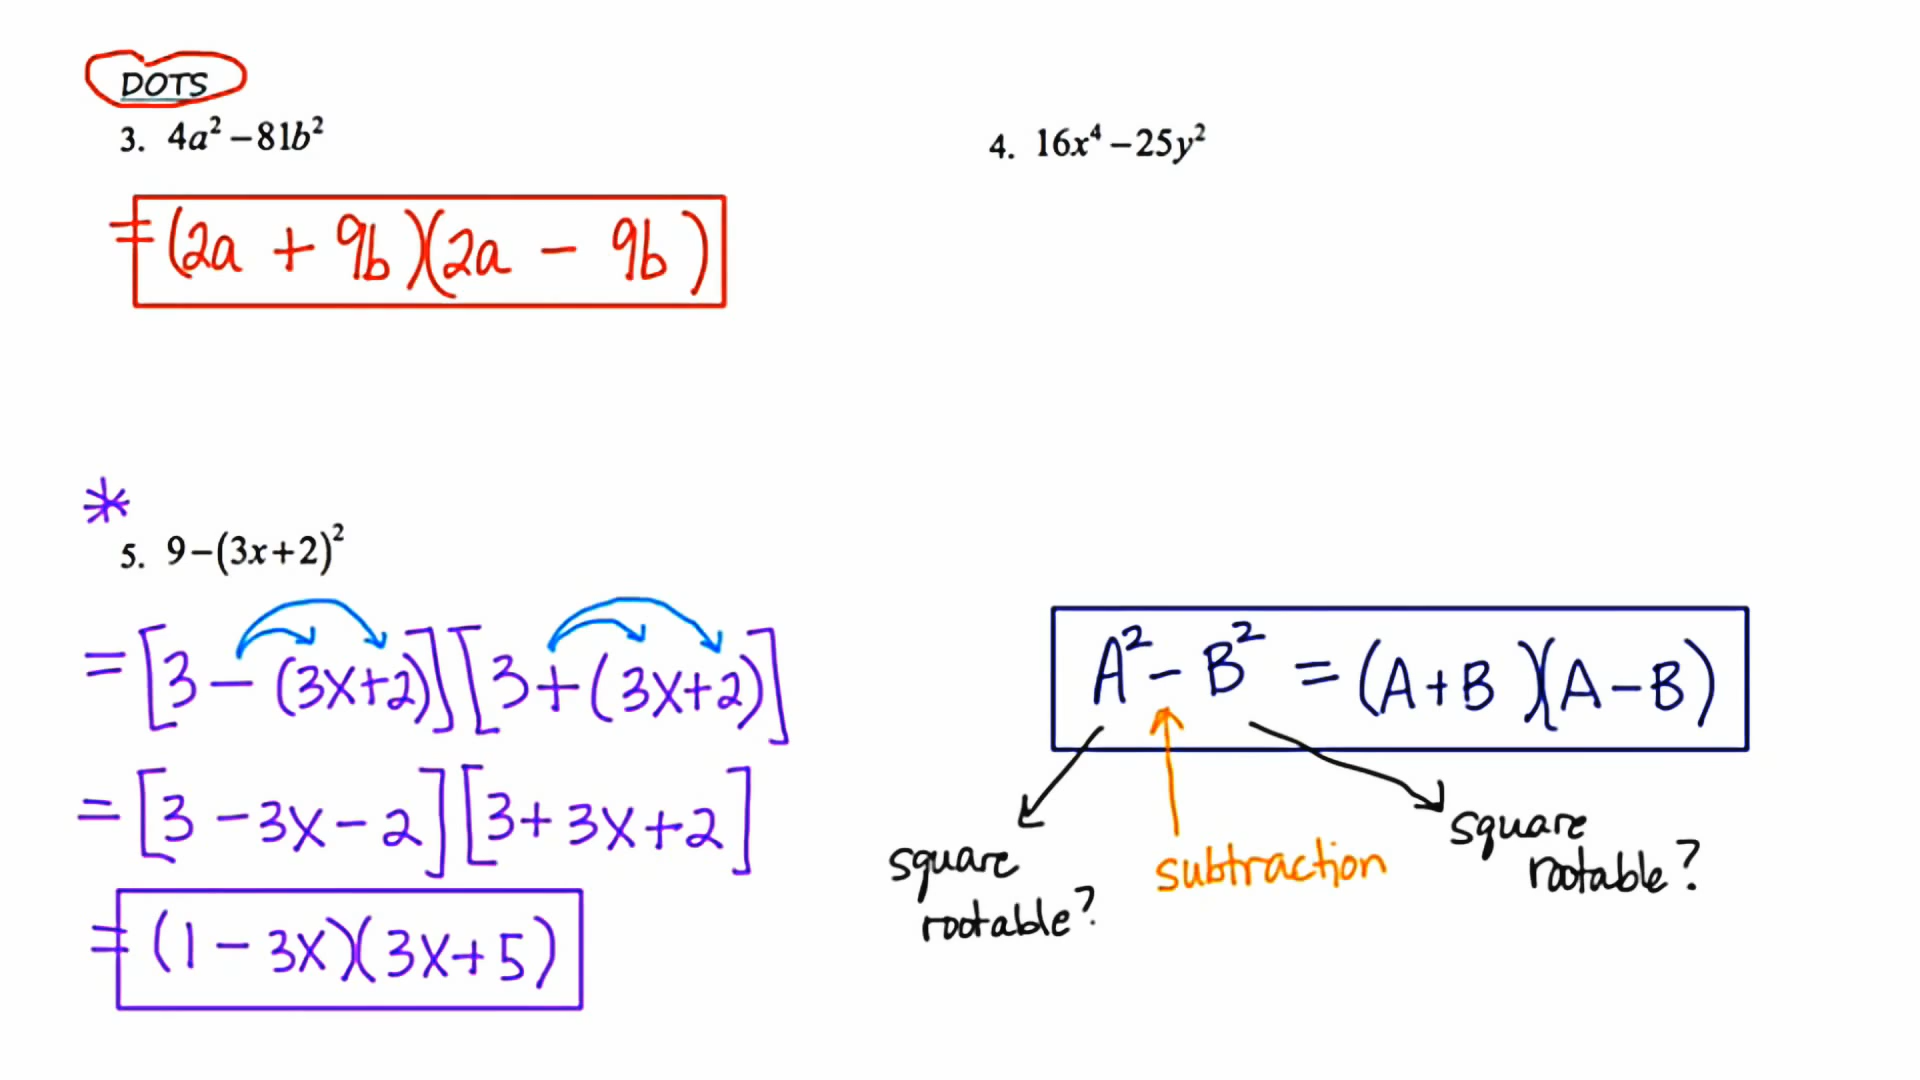 DOTS
3. 4a² − 81b²
= (2a + 9b)(2a − 9b)
4. 16x⁴ − 25y²
*
5. 9 − (3x + 2)²
= [3 − (3x+2)][3 + (3x+2)]
= [3 − 3x − 2][3 + 3x + 2]
= (1 − 3x)(3x + 5)
A² − B² = (A + B)(A − B)
square
rootable?
subtraction
square
rootable?